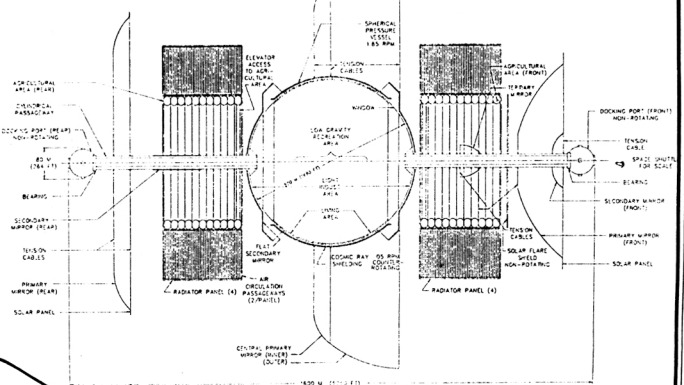 SPHERICAL
PRESSURE
VESSEL
1.85 RPM
TENSION
CABLES
ELEVATOR
ACCESS
TO AGRI-
CULTURAL
AREA
AGRICULTURAL
AREA (REAR)
CYLINDRICAL
PASSAGEWAY
DOCKING PORT (REAR)
NON-ROTATING
BEARING
SECONDARY
MIRROR (REAR)
TENSION
CABLES
PRIMARY
MIRROR (REAR)
SOLAR PANEL
RADIATOR PANEL (4)
AIR
CIRCULATION
PASSAGEWAYS
(2/PANEL)
FLAT
SECONDARY
MIRROR
WINDOW
LOW GRAVITY
RECREATION
AREA
LIGHT
AREA
LIVING
AREA
COSMIC RAY
SHIELDING
COUNTER-
ROTATING
CENTRAL PRIMARY
MIRROR (INNER)
(OUTER)
AGRICULTURAL
AREA (FRONT)
TERTIARY
MIRROR
TENSION
CABLES
SOLAR FLARE
SHIELD
NON-ROTATING
RADIATOR PANEL (4)
DOCKING PORT (FRONT)
NON-ROTATING
TENSION
CABLE
SPACE SHUTTLE
FOR SCALE
BEARING
SECONDARY MIRROR
(FRONT)
PRIMARY MIRROR
(FRONT)
SOLAR PANEL